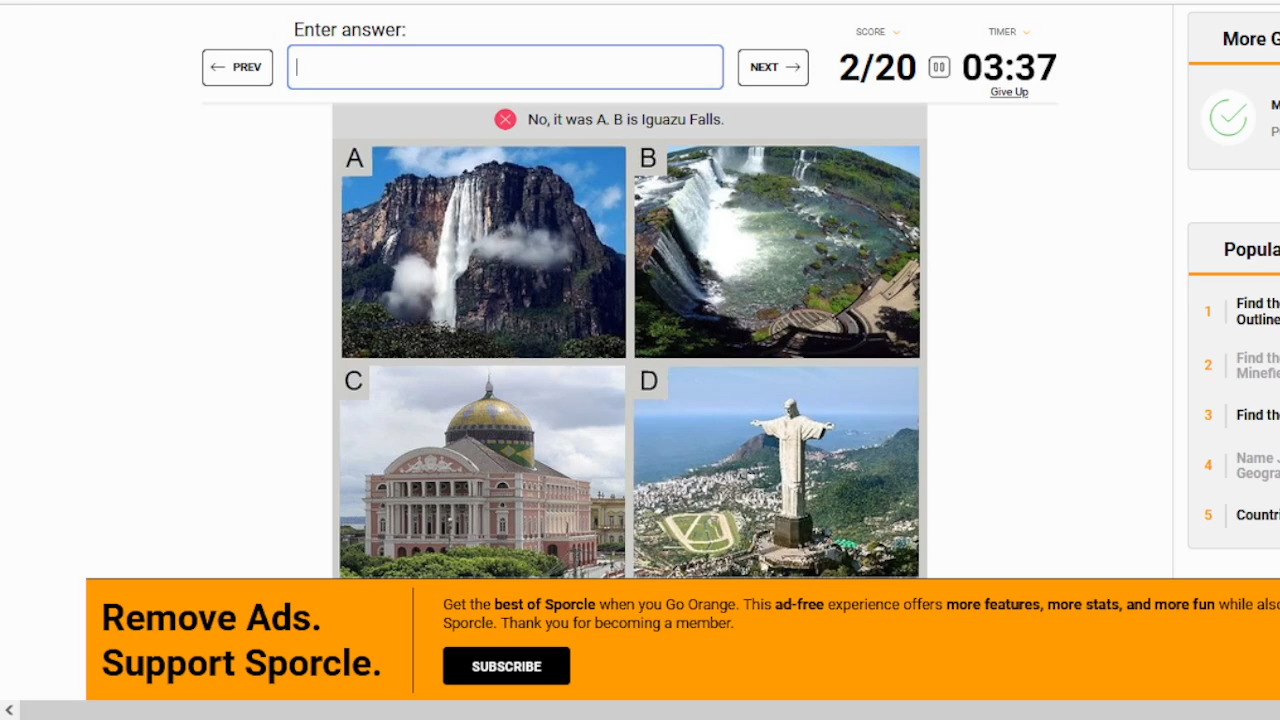 Enter answer:
← PREV
NEXT →
SCORE
2/20
TIMER
03:37
Give Up
No, it was A. B is Iguazu Falls.
A
B
C
D
More G
M
P
Popula
1 Find th
Outline
2 Find th
Minefie
3 Find th
4 Name J
Geogra
5 Countri
Remove Ads.
Support Sporcle.
Get the best of Sporcle when you Go Orange. This ad-free experience offers more features, more stats, and more fun while also
Sporcle. Thank you for becoming a member.
SUBSCRIBE